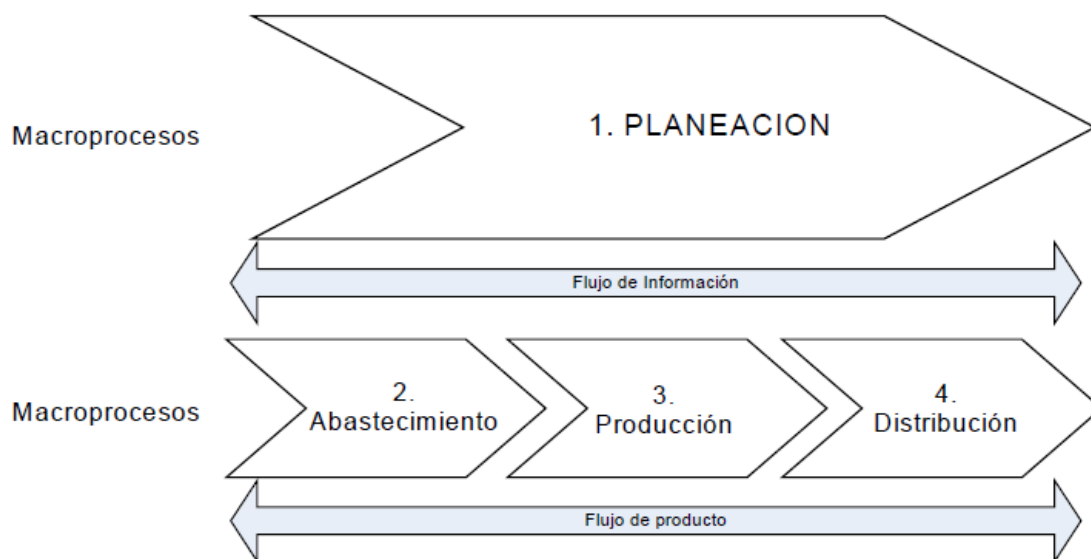 Macroprocesos
1. PLANEACION
Flujo de Información
Macroprocesos
2.
Abastecimiento
3.
Producción
4.
Distribución
Flujo de producto